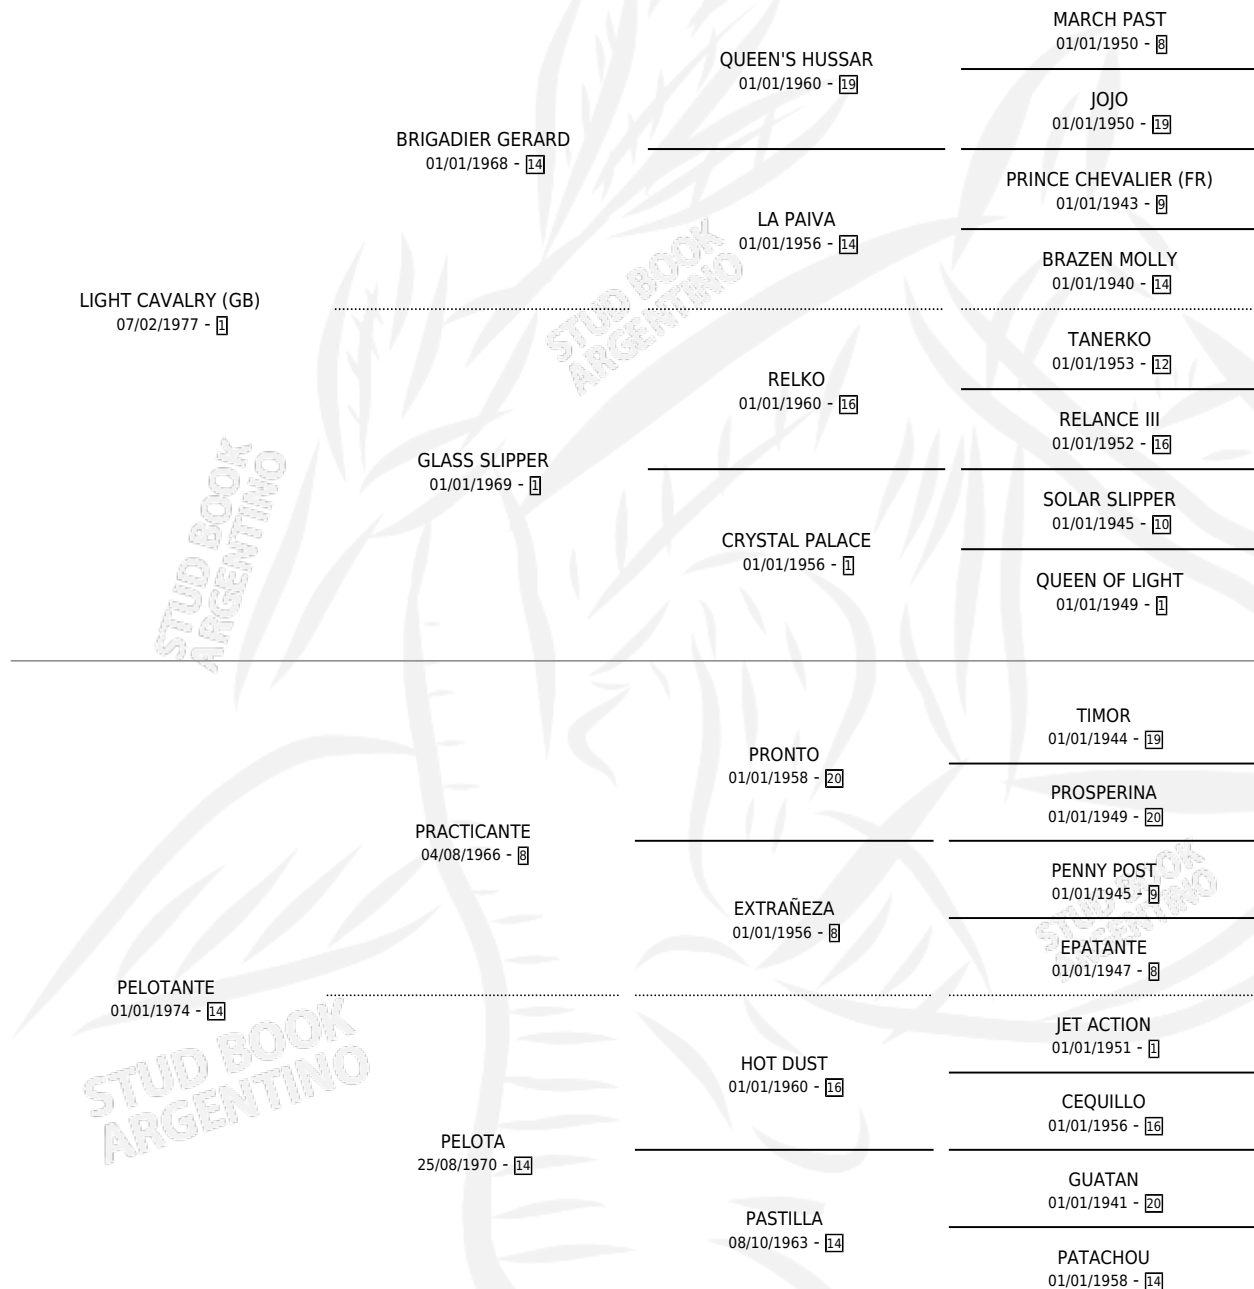 MARCH PAST
01/01/1950 - 8
QUEEN'S HUSSAR
01/01/1960 - 19
JOJO
01/01/1950 - 19
BRIGADIER GERARD
01/01/1968 - 14
PRINCE CHEVALIER (FR)
01/01/1943 - 9
LA PAIVA
01/01/1956 - 14
BRAZEN MOLLY
01/01/1940 - 14
LIGHT CAVALRY (GB)
07/02/1977 - 1
TANERKO
01/01/1953 - 12
RELKO
01/01/1960 - 16
RELANCE III
01/01/1952 - 16
GLASS SLIPPER
01/01/1969 - 1
SOLAR SLIPPER
01/01/1945 - 10
CRYSTAL PALACE
01/01/1956 - 1
QUEEN OF LIGHT
01/01/1949 - 1
TIMOR
01/01/1944 - 19
PRONTO
01/01/1958 - 20
PROSPERINA
01/01/1949 - 20
PRACTICANTE
04/08/1966 - 8
PENNY POST
01/01/1945 - 9
EXTRAÑEZA
01/01/1956 - 8
EPATANTE
01/01/1947 - 8
PELOTANTE
01/01/1974 - 14
JET ACTION
01/01/1951 - 1
HOT DUST
01/01/1960 - 16
CEQUILLO
01/01/1956 - 16
PELOTA
25/08/1970 - 14
GUATAN
01/01/1941 - 20
PASTILLA
08/10/1963 - 14
PATACHOU
01/01/1958 - 14
STUD BOOK
ARGENTINO
STUD BOOK
ARGENTINO
STUD BOOK
ARGENTINO
STUD BOOK
ARGENTINO